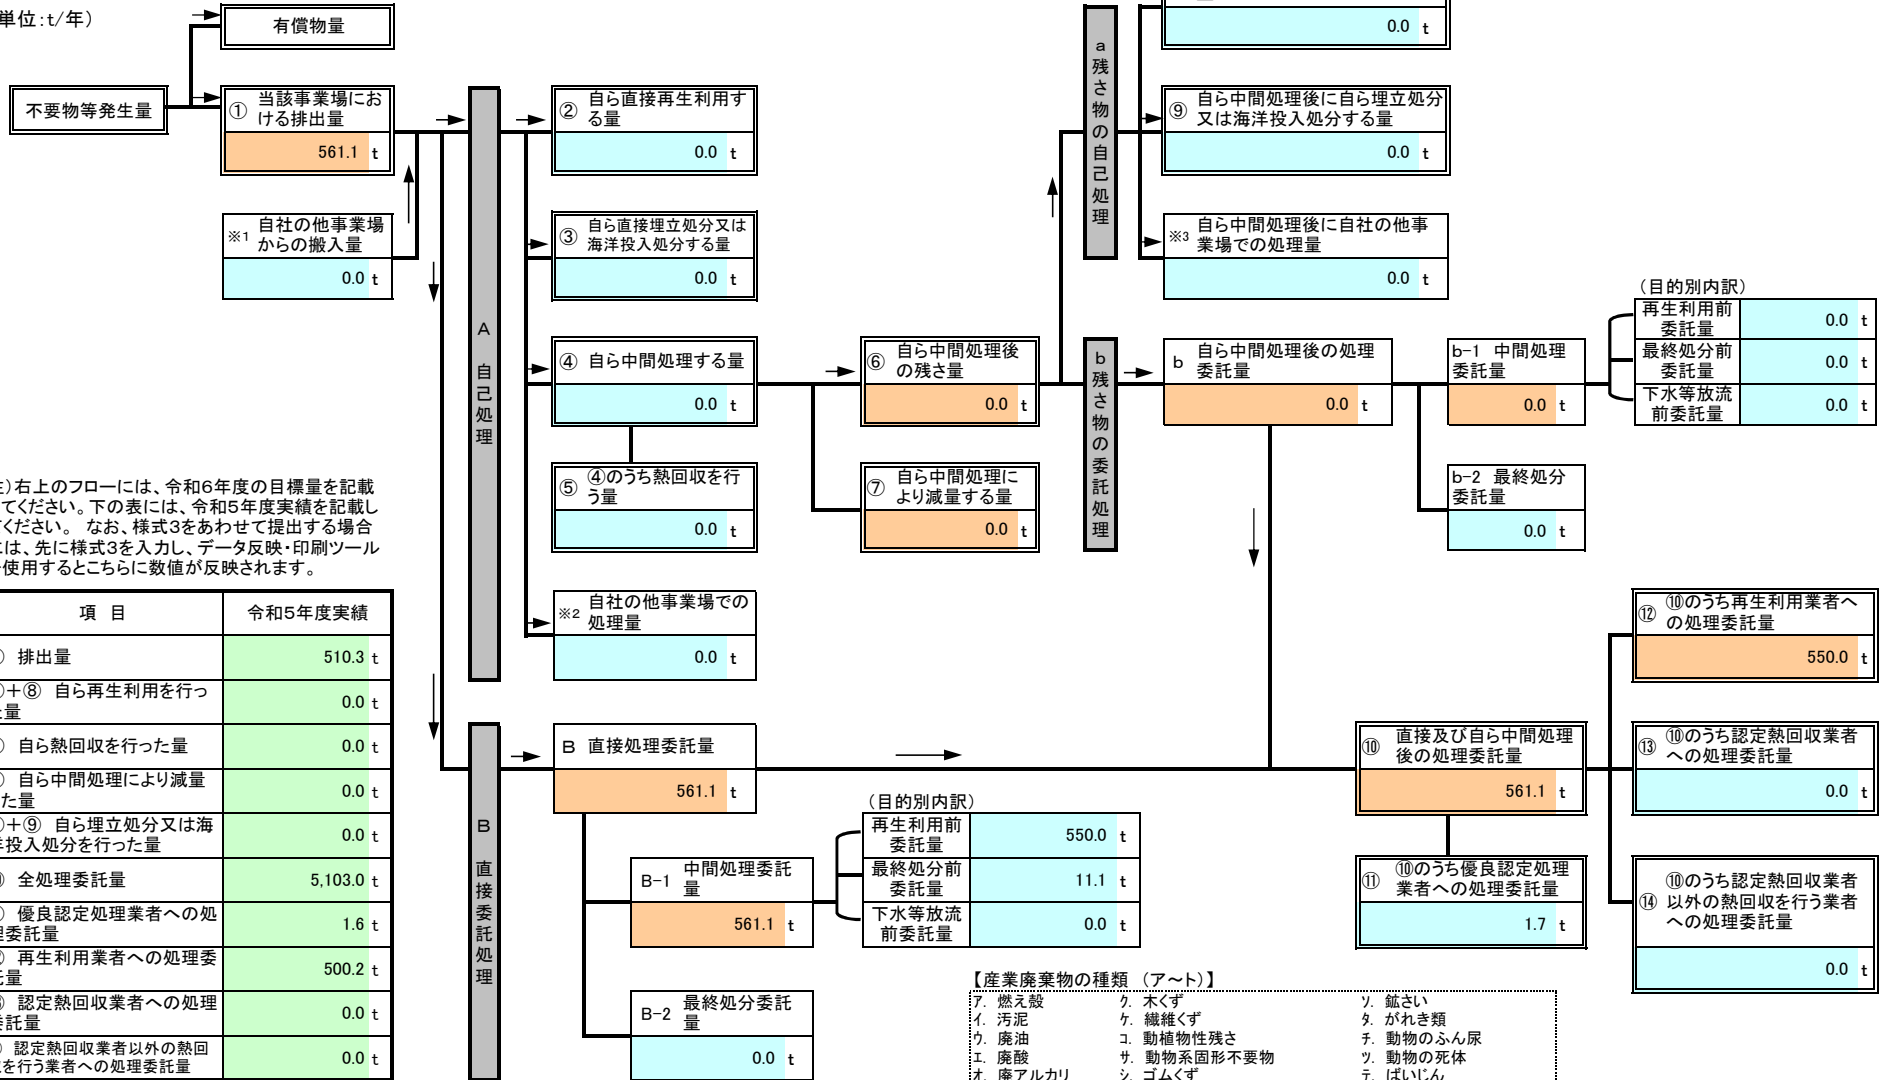 単位:t/年)
有償物量
不要物等発生量
① 当該事業場にお
ける排出量
561.1 t
※1 自社の他事業場
からの搬入量
0.0 t
A 自己処理
② 自ら直接再生利用す
る量
0.0 t
③ 自ら直接埋立処分又は
海洋投入処分する量
0.0 t
④ 自ら中間処理する量
0.0 t
⑤ ④のうち熱回収を行
う量
0.0 t
※2 自社の他事業場での
処理量
0.0 t
⑥ 自ら中間処理後
の残さ量
0.0 t
⑦ 自ら中間処理に
より減量する量
0.0 t
a 残さ物の自己処理
0.0 t
⑨ 自ら中間処理後に自ら埋立処分
又は海洋投入処分する量
0.0 t
※3 自ら中間処理後に自社の他事
業場での処理量
0.0 t
b 残さ物の委託処理
b 自ら中間処理後の処理
委託量
0.0 t
b-1 中間処理
委託量
0.0 t
(目的別内訳)
再生利用前
委託量
0.0 t
最終処分前
委託量
0.0 t
下水等放流
前委託量
0.0 t
b-2 最終処分
委託量
0.0 t
)右上のフローには、令和6年度の目標量を記載
てください。下の表には、令和5年度実績を記載し
ください。 なお、様式3をあわせて提出する場合
は、先に様式3を入力し、データ反映・印刷ツール
使用するとこちらに数値が反映されます。
項 目 令和5年度実績
排出量 510.3 t
+⑧ 自ら再生利用を行っ
量 0.0 t
自ら熱回収を行った量 0.0 t
自ら中間処理により減量
た量 0.0 t
+⑨ 自ら埋立処分又は海
投入処分を行った量 0.0 t
全処理委託量 5,103.0 t
優良認定処理業者への処
委託量 1.6 t
再生利用業者への処理委
量 500.2 t
認定熱回収業者への処理
託量 0.0 t
認定熱回収業者以外の熱回
を行う業者への処理委託量 0.0 t
B 直接委託処理
B 直接処理委託量
561.1 t
B-1 中間処理委託
量
561.1 t
(目的別内訳)
再生利用前
委託量
550.0 t
最終処分前
委託量
11.1 t
下水等放流
前委託量
0.0 t
B-2 最終処分委託
量
0.0 t
⑩ 直接及び自ら中間処理
後の処理委託量
561.1 t
⑪ ⑩のうち優良認定処理
業者への処理委託量
1.7 t
⑫ ⑩のうち再生利用業者へ
の処理委託量
550.0 t
⑬ ⑩のうち認定熱回収業者
への処理委託量
0.0 t
⑭ ⑩のうち認定熱回収業者
以外の熱回収を行う業者
への処理委託量
0.0 t
【産業廃棄物の種類 (ア～ト)】
ア. 燃え殻 ク. 木くず ソ. 鉱さい
イ. 汚泥 ケ. 繊維くず タ. がれき類
ウ. 廃油 コ. 動植物性残さ チ. 動物のふん尿
エ. 廃酸 サ. 動物系固形不要物 ツ. 動物の死体
オ. 廃アルカリ シ. ゴムくず テ. ばいじん